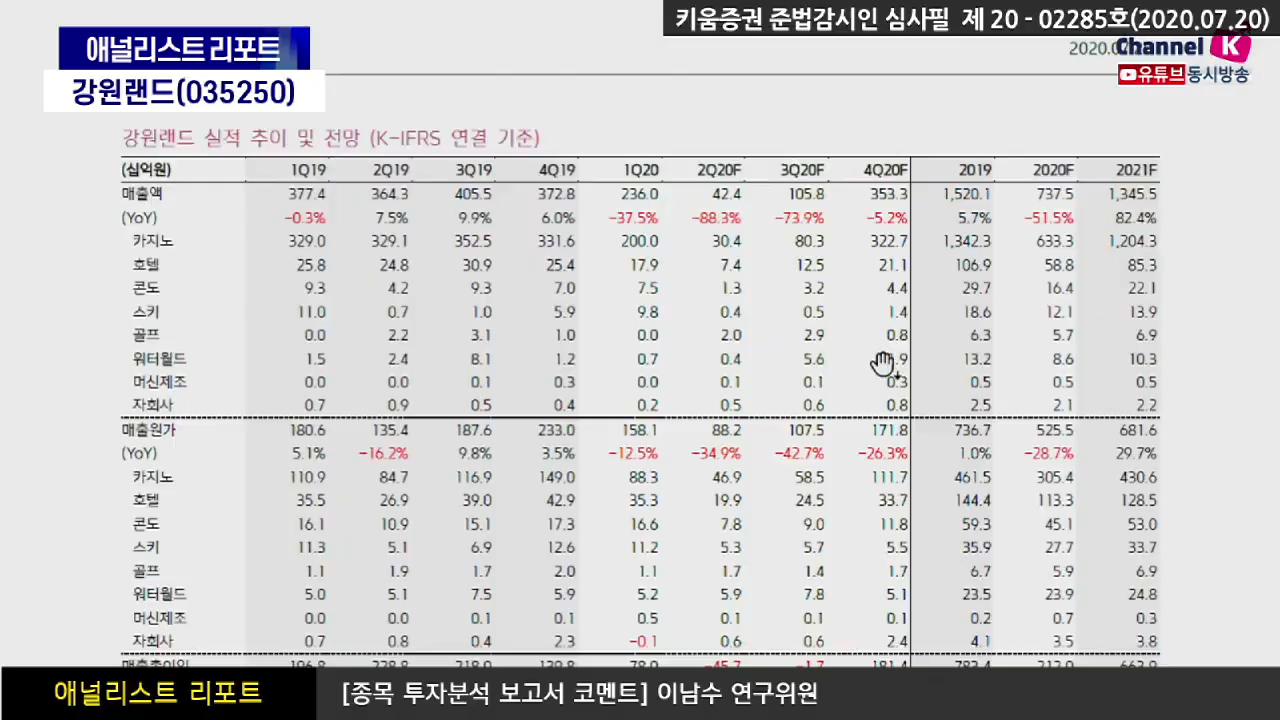 키움증권 준법감시인 심사필 제 20 - 02285호(2020.07.20)
애널리스트 리포트
Channel K
강원랜드(035250)
유튜브동시방송
강원랜드 실적 추이 및 전망 (K-IFRS 연결 기준)
(십억원) 1Q19 2Q19 3Q19 4Q19 1Q20 2Q20F 3Q20F 4Q20F 2019 2020F 2021F
매출액 377.4 364.3 405.5 372.8 236.0 42.4 105.8 353.3 1,520.1 737.5 1,345.5
(YoY) -0.3% 7.5% 9.9% 6.0% -37.5% -88.3% -73.9% -5.2% 5.7% -51.5% 82.4%
카지노 329.0 329.1 352.5 331.6 200.0 30.4 80.3 322.7 1,342.3 633.3 1,204.3
호텔 25.8 24.8 30.9 25.4 17.9 7.4 12.5 21.1 106.9 58.8 85.3
콘도 9.3 4.2 9.3 7.0 7.5 1.3 3.2 4.4 29.7 16.4 22.1
스키 11.0 0.7 1.0 5.9 9.8 0.4 0.5 1.4 18.6 12.1 13.9
골프 0.0 2.2 3.1 1.0 0.0 2.0 2.9 0.8 6.3 5.7 6.9
워터월드 1.5 2.4 8.1 1.2 0.7 0.4 5.6 13.2 8.6 10.3
머신제조 0.0 0.0 0.1 0.3 0.0 0.1 0.1 0.3 0.5 0.5 0.5
자회사 0.7 0.9 0.5 0.4 0.2 0.5 0.6 0.8 2.5 2.1 2.2
매출원가 180.6 135.4 187.6 233.0 158.1 88.2 107.5 171.8 736.7 525.5 681.6
(YoY) 5.1% -16.2% 9.8% 3.5% -12.5% -34.9% -42.7% -26.3% 1.0% -28.7% 29.7%
카지노 110.9 84.7 116.9 149.0 88.3 46.9 58.5 111.7 461.5 305.4 430.6
호텔 35.5 26.9 39.0 42.9 35.3 19.9 24.5 33.7 144.4 113.3 128.5
콘도 16.1 10.9 15.1 17.3 16.6 7.8 9.0 11.8 59.3 45.1 53.0
스키 11.3 5.1 6.9 12.6 11.2 5.3 5.7 5.5 35.9 27.7 33.7
골프 1.1 1.9 1.7 2.0 1.1 1.7 1.4 1.7 6.7 5.9 6.9
워터월드 5.0 5.1 7.5 5.9 5.2 5.9 7.8 5.1 23.5 23.9 24.8
머신제조 0.0 0.0 0.1 0.1 0.5 0.1 0.1 0.1 0.2 0.7 0.3
자회사 0.7 0.8 0.4 2.3 -0.1 0.6 0.6 2.4 4.1 3.5 3.8
애널리스트 리포트
[종목 투자분석 보고서 코멘트] 이남수 연구위원